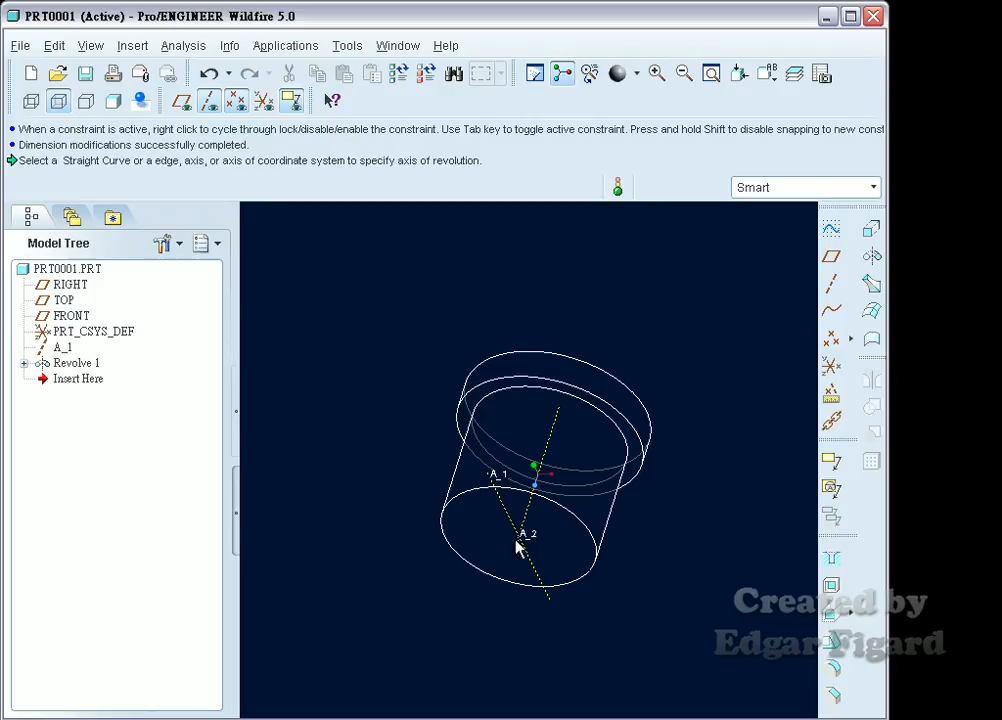 PRT0001 (Active) - Pro/ENGINEER Wildfire 5.0
File Edit View Insert Analysis Info Applications Tools Window Help
When a constraint is active, right click to cycle through lock/disable/enable the constraint. Use Tab key to toggle active constraint. Press and hold Shift to disable snapping to new const
Dimension modifications successfully completed.
Select a Straight Curve or a edge, axis, or axis of coordinate system to specify axis of revolution.
Smart
Model Tree
PRT0001.PRT
RIGHT
TOP
FRONT
PRT_CSYS_DEF
A_1
Revolve 1
Insert Here
A_1
A_2
Created by
Edgar Figard